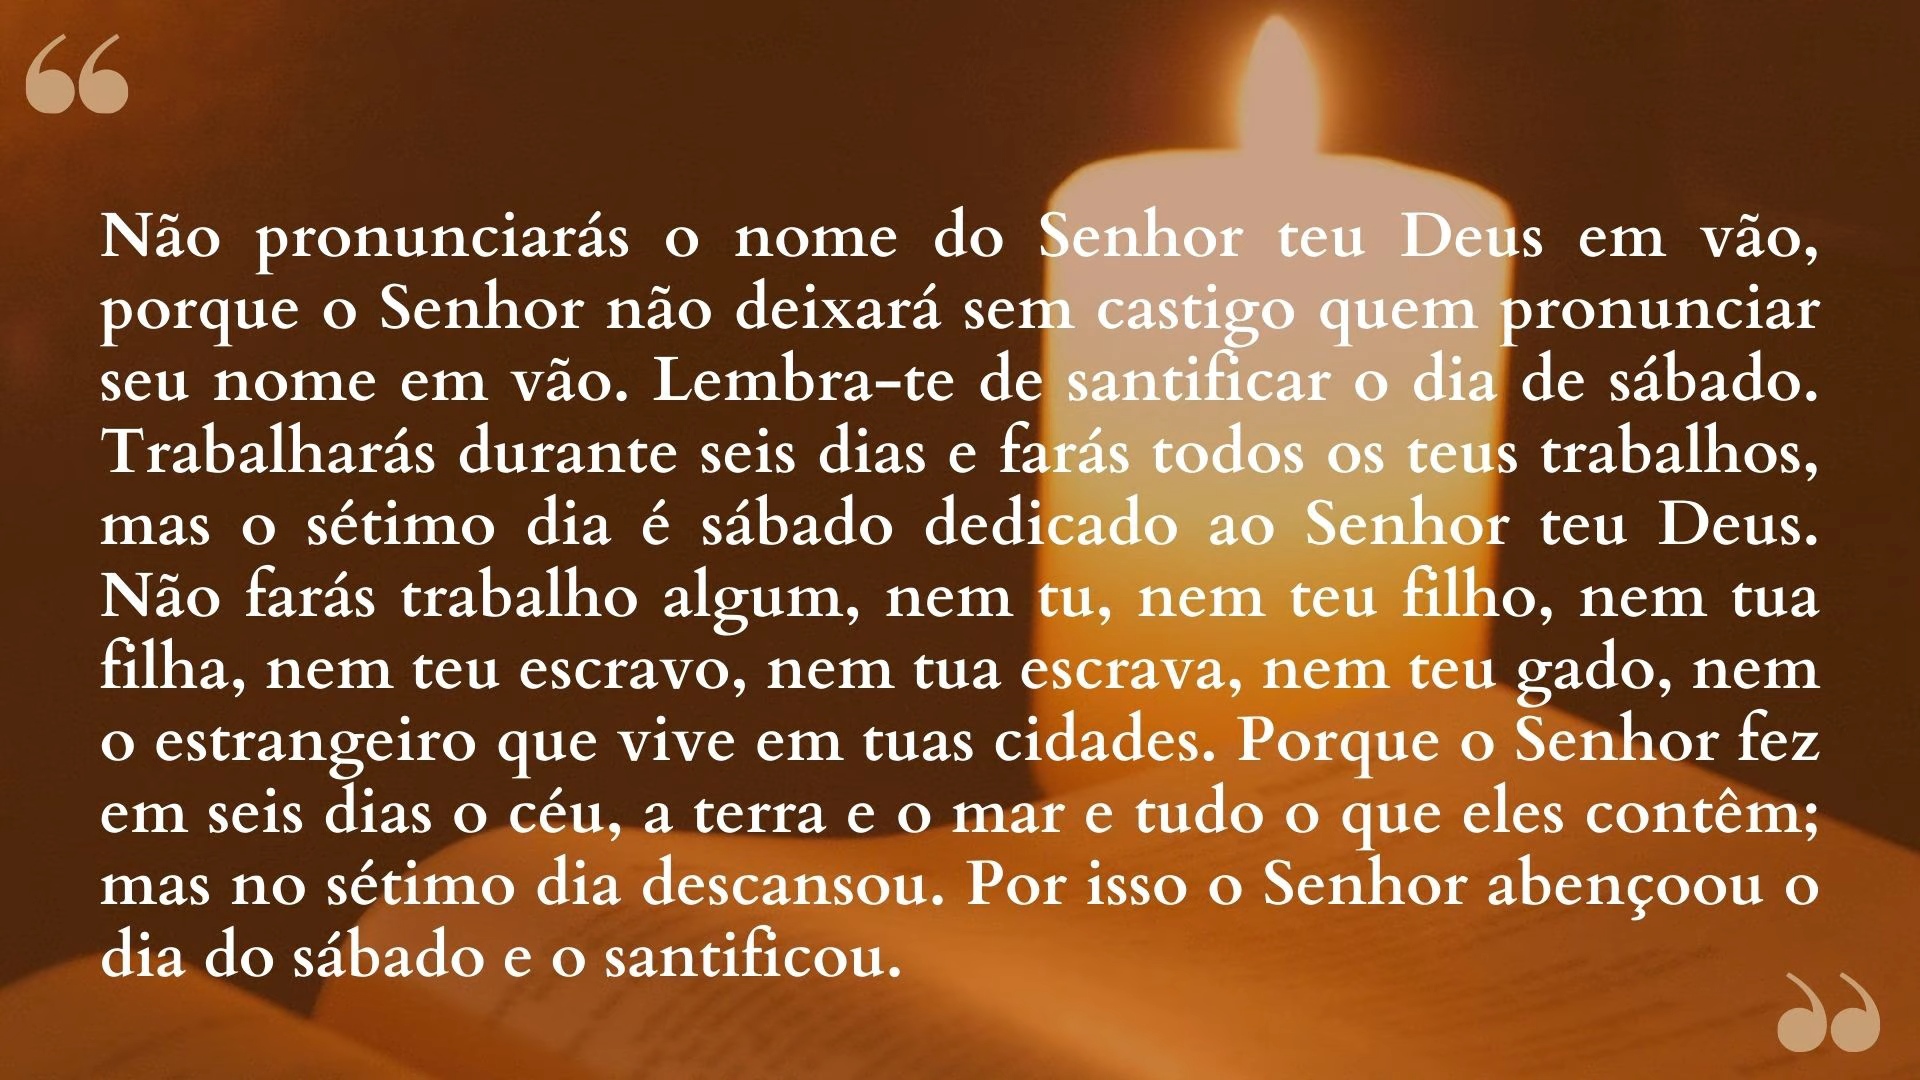 “
Não pronunciarás o nome do Senhor teu Deus em vão,
porque o Senhor não deixará sem castigo quem pronunciar
seu nome em vão. Lembra-te de santificar o dia de sábado.
Trabalharás durante seis dias e farás todos os teus trabalhos,
mas o sétimo dia é sábado dedicado ao Senhor teu Deus.
Não farás trabalho algum, nem tu, nem teu filho, nem tua
filha, nem teu escravo, nem tua escrava, nem teu gado, nem
o estrangeiro que vive em tuas cidades. Porque o Senhor fez
em seis dias o céu, a terra e o mar e tudo o que eles contêm;
mas no sétimo dia descansou. Por isso o Senhor abençoou o
dia do sábado e o santificou.
”